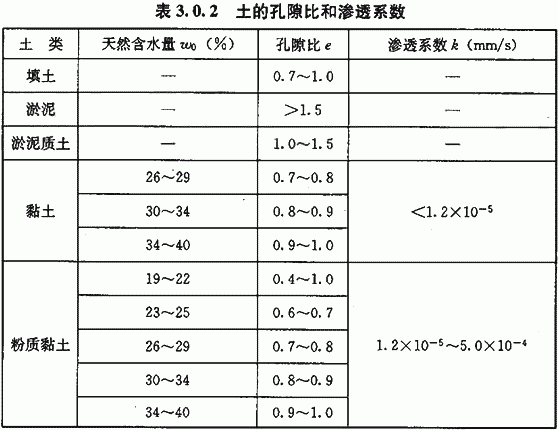 表 3.0.2 土的孔隙比和渗透系数
土 类 天然含水量 w₀（%） 孔隙比 e 渗透系数 k（mm/s）
填土 — 0.7～1.0 —
淤泥 — ＞1.5 —
淤泥质土 — 1.0～1.5 —
黏土 26～29 0.7～0.8 ＜1.2×10⁻⁵
30～34 0.8～0.9
34～40 0.9～1.0
粉质黏土 19～22 0.4～1.0 1.2×10⁻⁵～5.0×10⁻⁴
23～25 0.6～0.7
26～29 0.7～0.8
30～34 0.8～0.9
34～40 0.9～1.0